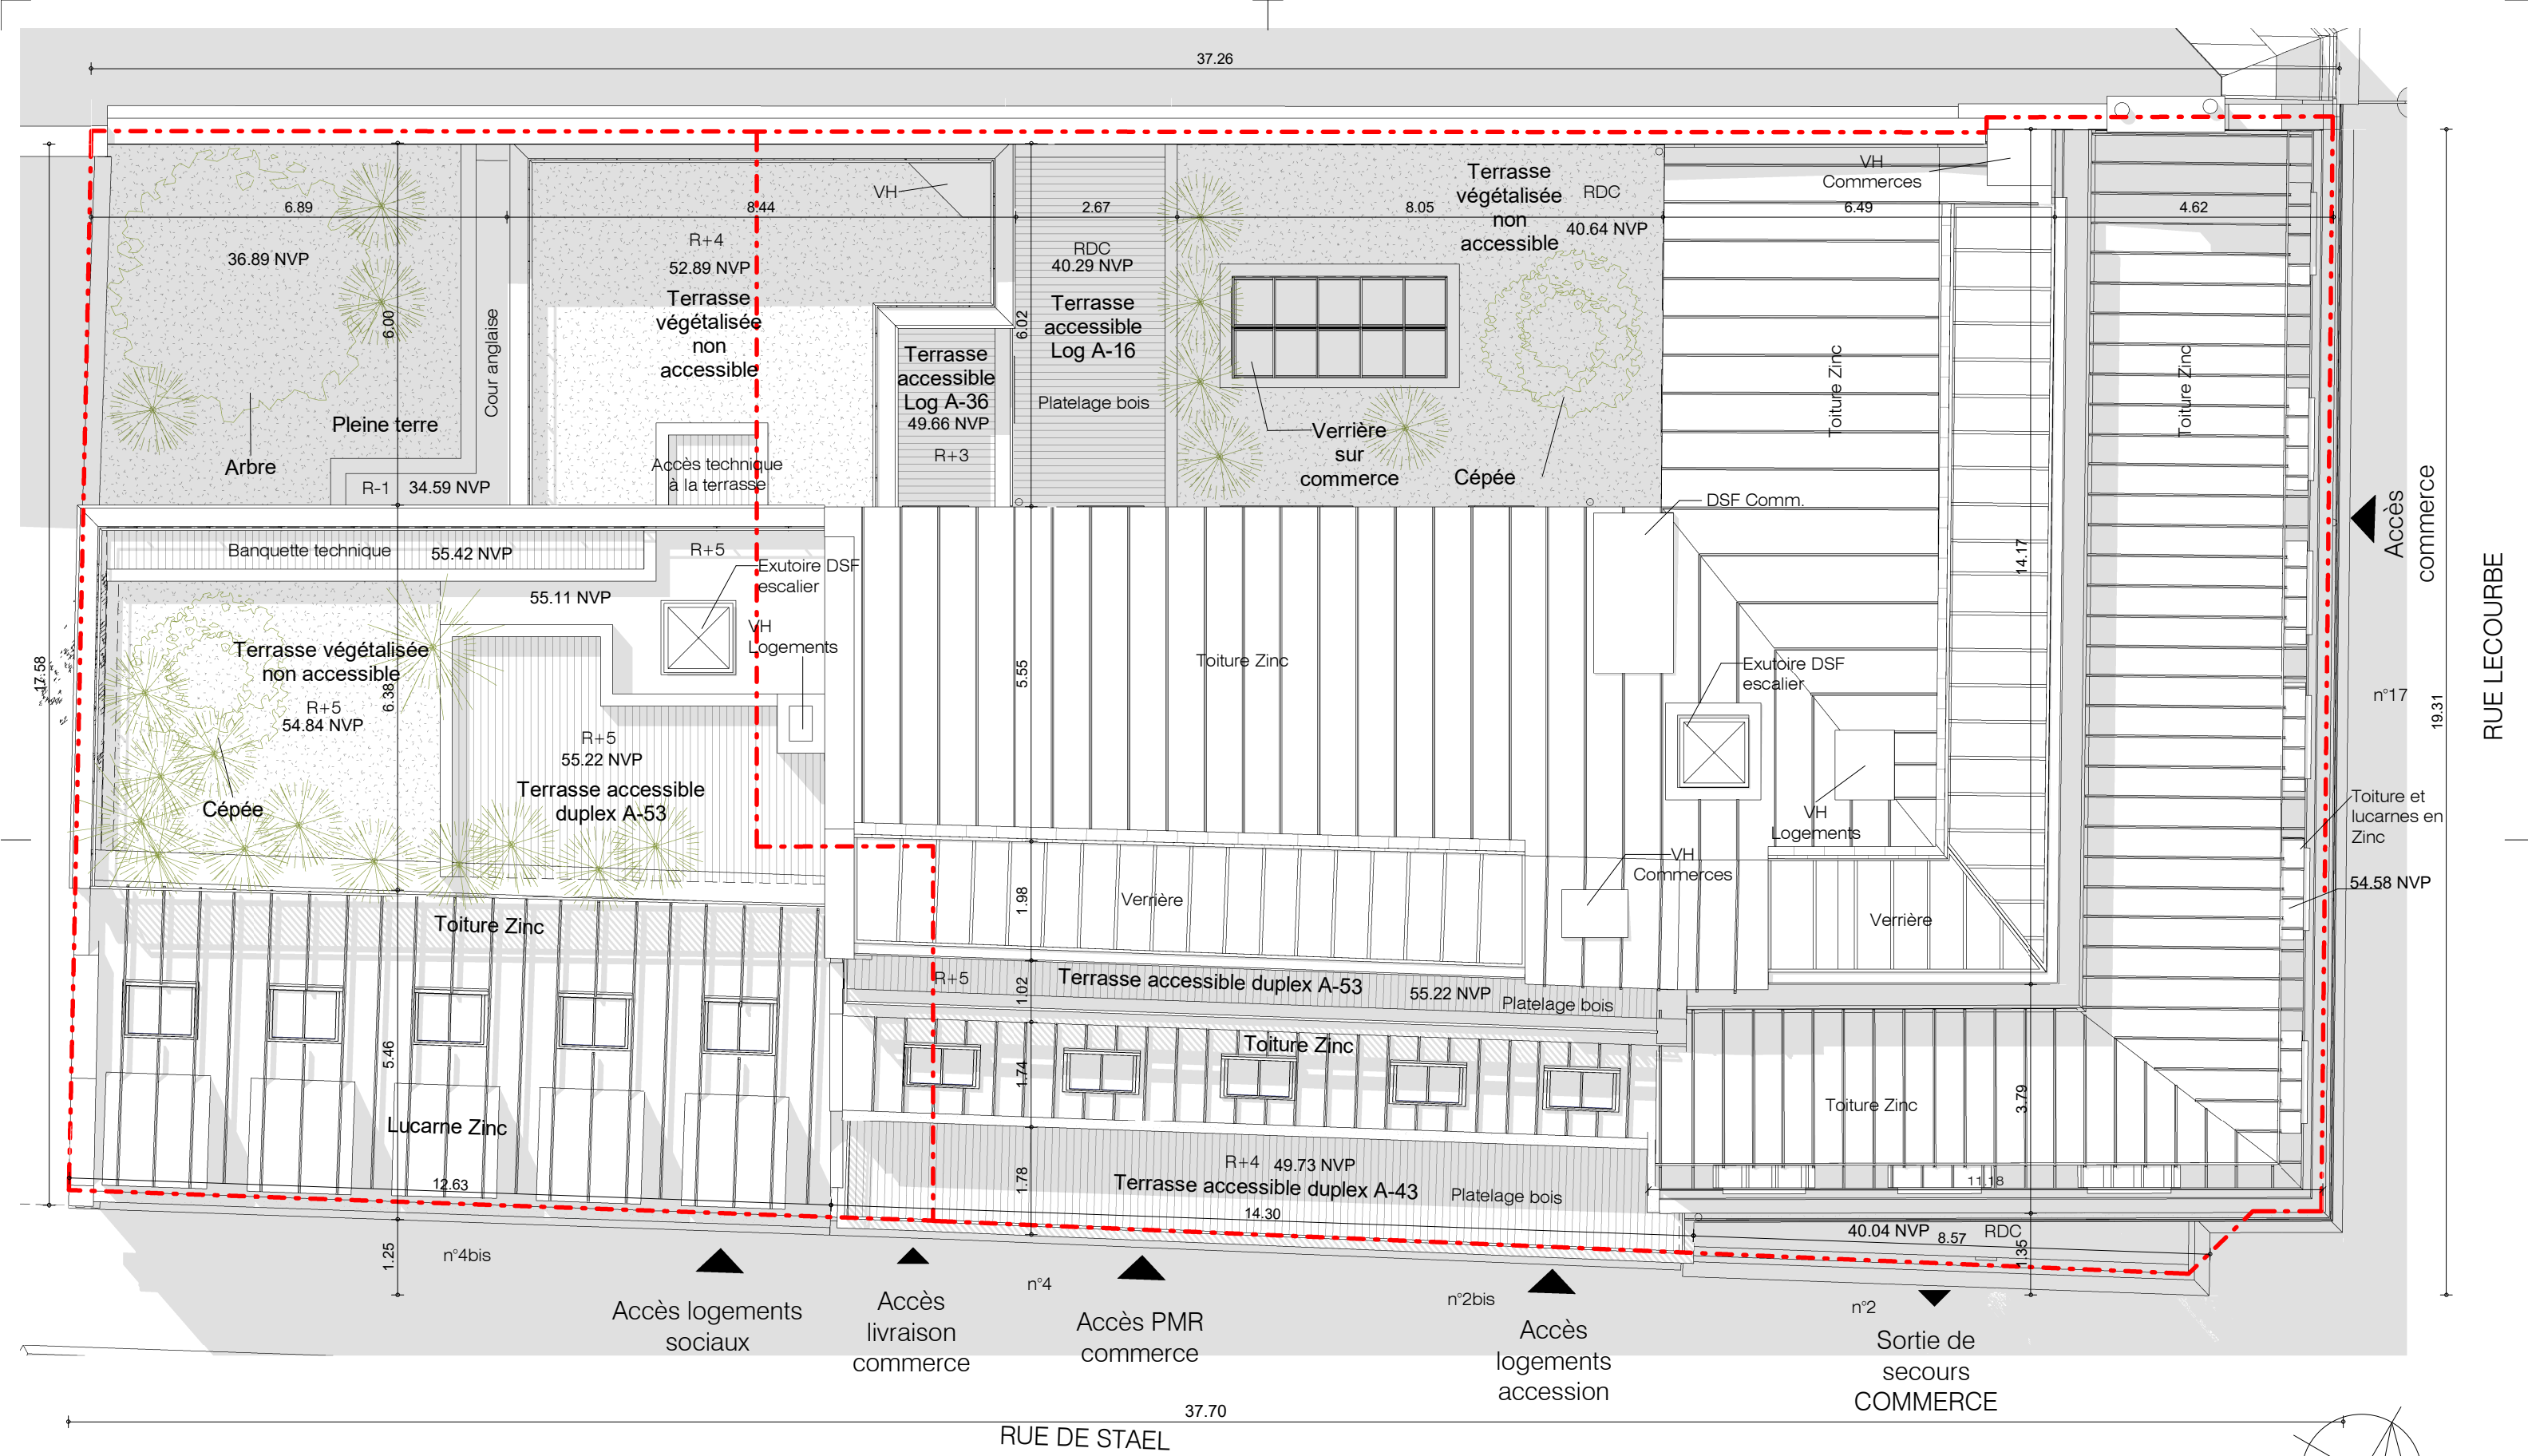 37.26
6.89
8.44
2.67
8.05
6.49
4.62
VH
Terrasse
végétalisée
non
accessible
RDC
40.64 NVP
VH
Commerces
36.89 NVP
R+4
52.89 NVP
Terrasse
végétalisée
non
accessible
RDC
40.29 NVP
Terrasse
accessible
Log A-16
Platelage bois
6.00
6.02
Cour anglaise
Terrasse
accessible
Log A-36
49.66 NVP
R+3
Pleine terre
Arbre
R-1
34.59 NVP
Accès technique
à la terrasse
Verrière
sur
commerce
Cépée
Toiture Zinc
Toiture Zinc
DSF Comm.
Accès
commerce
RUE LECOURBE
Banquette technique
55.42 NVP
R+5
Exutoire DSF
escalier
55.11 NVP
VH
Logements
Terrasse végétalisée
non accessible
R+5
54.84 NVP
17.58
6.38
R+5
55.22 NVP
Terrasse accessible
duplex A-53
Cépée
5.55
Toiture Zinc
14.17
Exutoire DSF
escalier
VH
Logements
n°17
19.31
Toiture et
lucarnes en
Zinc
54.58 NVP
VH
Commerces
Verrière
1.98
Verrière
Toiture Zinc
R+5
1.02
Terrasse accessible duplex A-53
55.22 NVP
Platelage bois
5.46
1.74
Toiture Zinc
Toiture Zinc
3.79
Lucarne Zinc
R+4
49.73 NVP
Terrasse accessible duplex A-43
Platelage bois
1.78
12.63
14.30
11.18
40.04 NVP
8.57
RDC
1.35
1.25
n°4bis
n°4
n°2bis
n°2
Accès logements
sociaux
Accès
livraison
commerce
Accès PMR
commerce
Accès
logements
accession
Sortie de
secours
COMMERCE
37.70
RUE DE STAEL